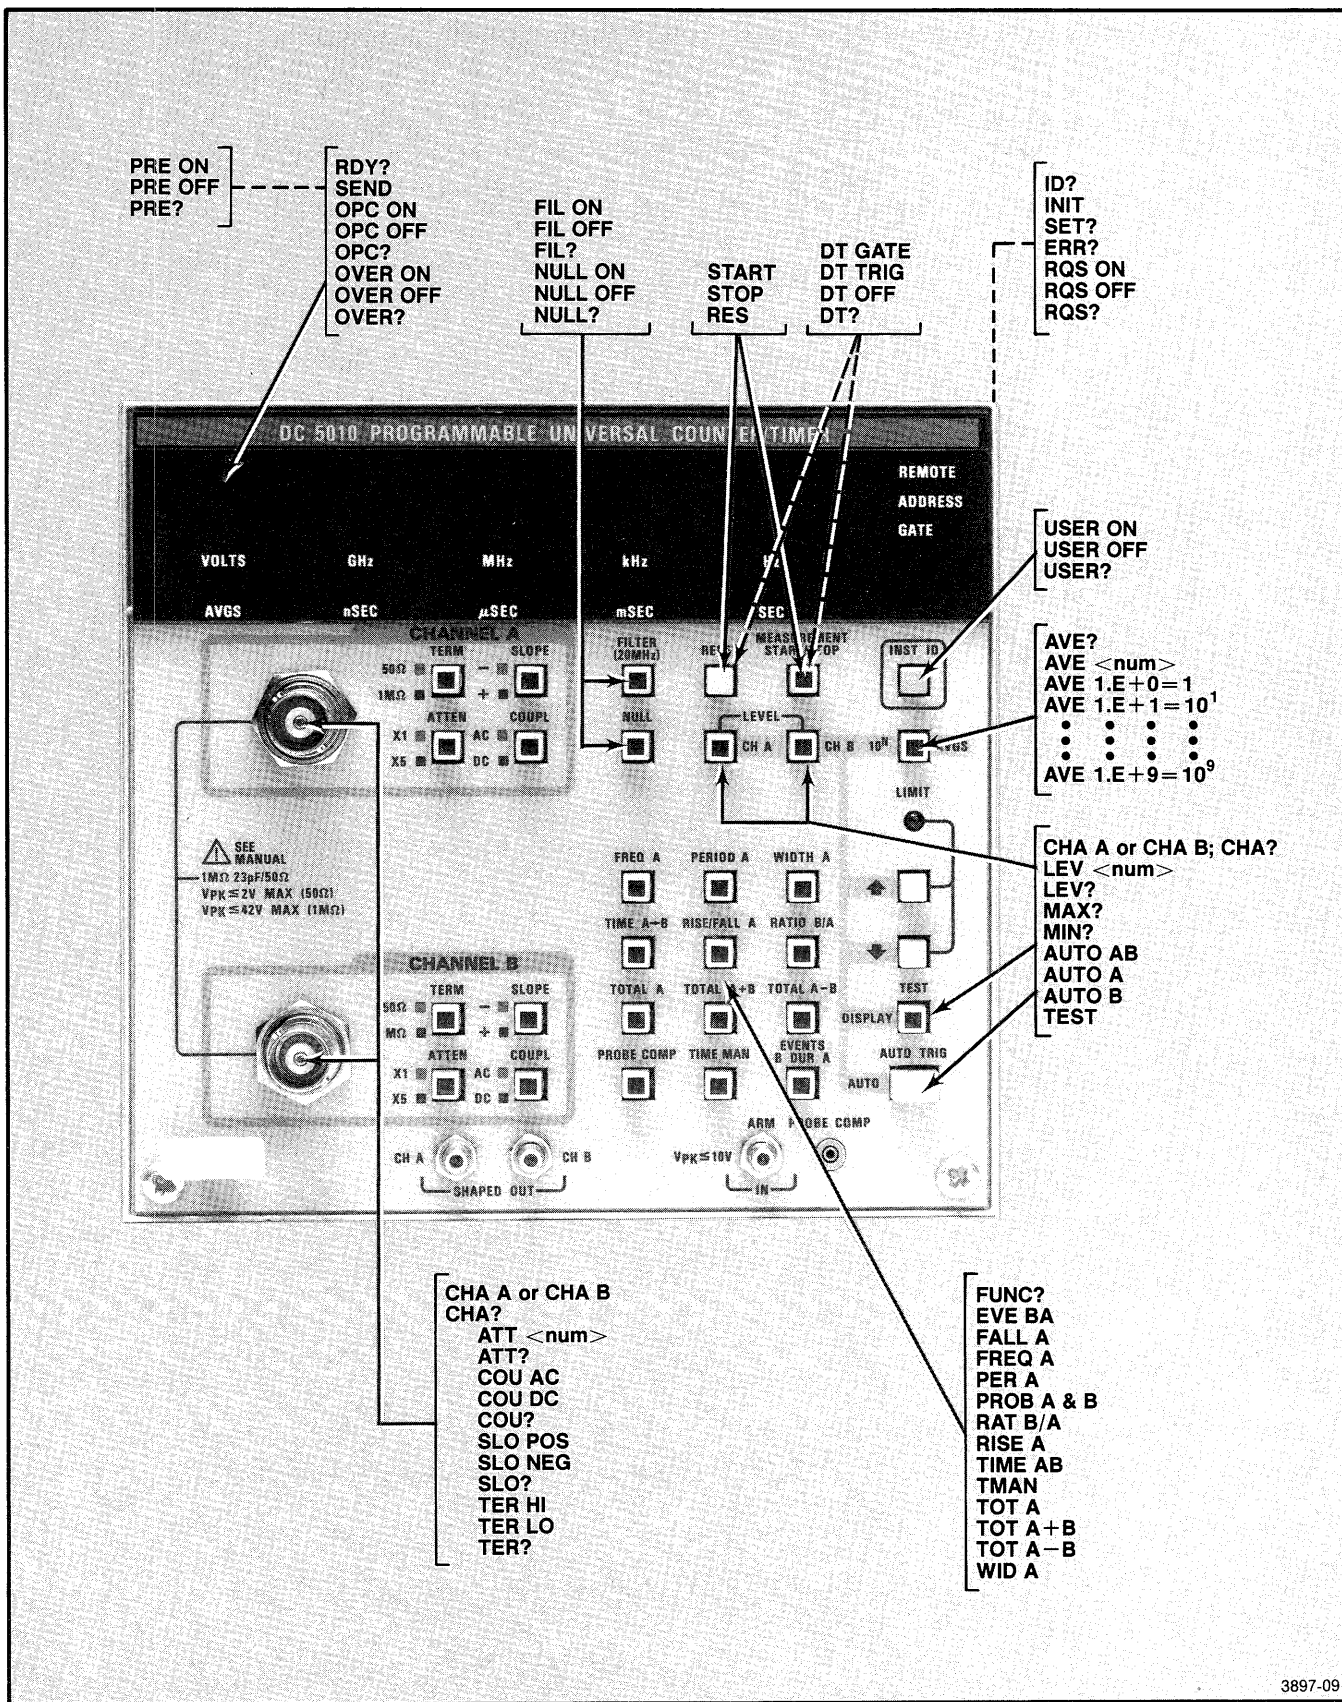 PRE ON
PRE OFF
PRE?
RDY?
SEND
OPC ON
OPC OFF
OPC?
OVER ON
OVER OFF
OVER?
FIL ON
FIL OFF
FIL?
NULL ON
NULL OFF
NULL?
START
STOP
RES
DT GATE
DT TRIG
DT OFF
DT?
ID?
INIT
SET?
ERR?
RQS ON
RQS OFF
RQS?
DC 5010 PROGRAMMABLE UNIVERSAL COUNTER/TIMER
REMOTE
ADDRESS
GATE
VOLTS GHz MHz kHz Hz
AVGS nSEC µSEC mSEC SEC
USER ON
USER OFF
USER?
AVE?
AVE <num>
AVE 1.E+0=1
AVE 1.E+1=10¹
AVE 1.E+9=10⁹
CHANNEL A
TERM SLOPE
50Ω −
1MΩ +
ATTEN COUPL
X1 AC
X5 DC
FILTER
(20MHz)
NULL
MEASUREMENT
INST ID
LEVEL
CH A
CH B
10ᴺ
LIMIT
SEE
MANUAL
1MΩ 23pF/50Ω
VPK≤2V MAX (50Ω)
VPK≤42V MAX (1MΩ)
FREQ A PERIOD A WIDTH A
TIME A→B RISE/FALL A RATIO B/A
TOTAL A TOTAL A+B TOTAL A−B
PROBE COMP TIME MAN EVENTS
B DUR A
TEST
DISPLAY
AUTO TRIG
AUTO
CHA A or CHA B; CHA?
LEV <num>
LEV?
MAX?
MIN?
AUTO AB
AUTO A
AUTO B
TEST
CHANNEL B
TERM SLOPE
50Ω −
MΩ +
ATTEN COUPL
X1 AC
X5 DC
CH A CH B
SHAPED OUT
ARM PROBE COMP
VPK≤10V
IN
CHA A or CHA B
CHA?
ATT <num>
ATT?
COU AC
COU DC
COU?
SLO POS
SLO NEG
SLO?
TER HI
TER LO
TER?
FUNC?
EVE BA
FALL A
FREQ A
PER A
PROB A & B
RAT B/A
RISE A
TIME AB
TMAN
TOT A
TOT A+B
TOT A−B
WID A
3897-09